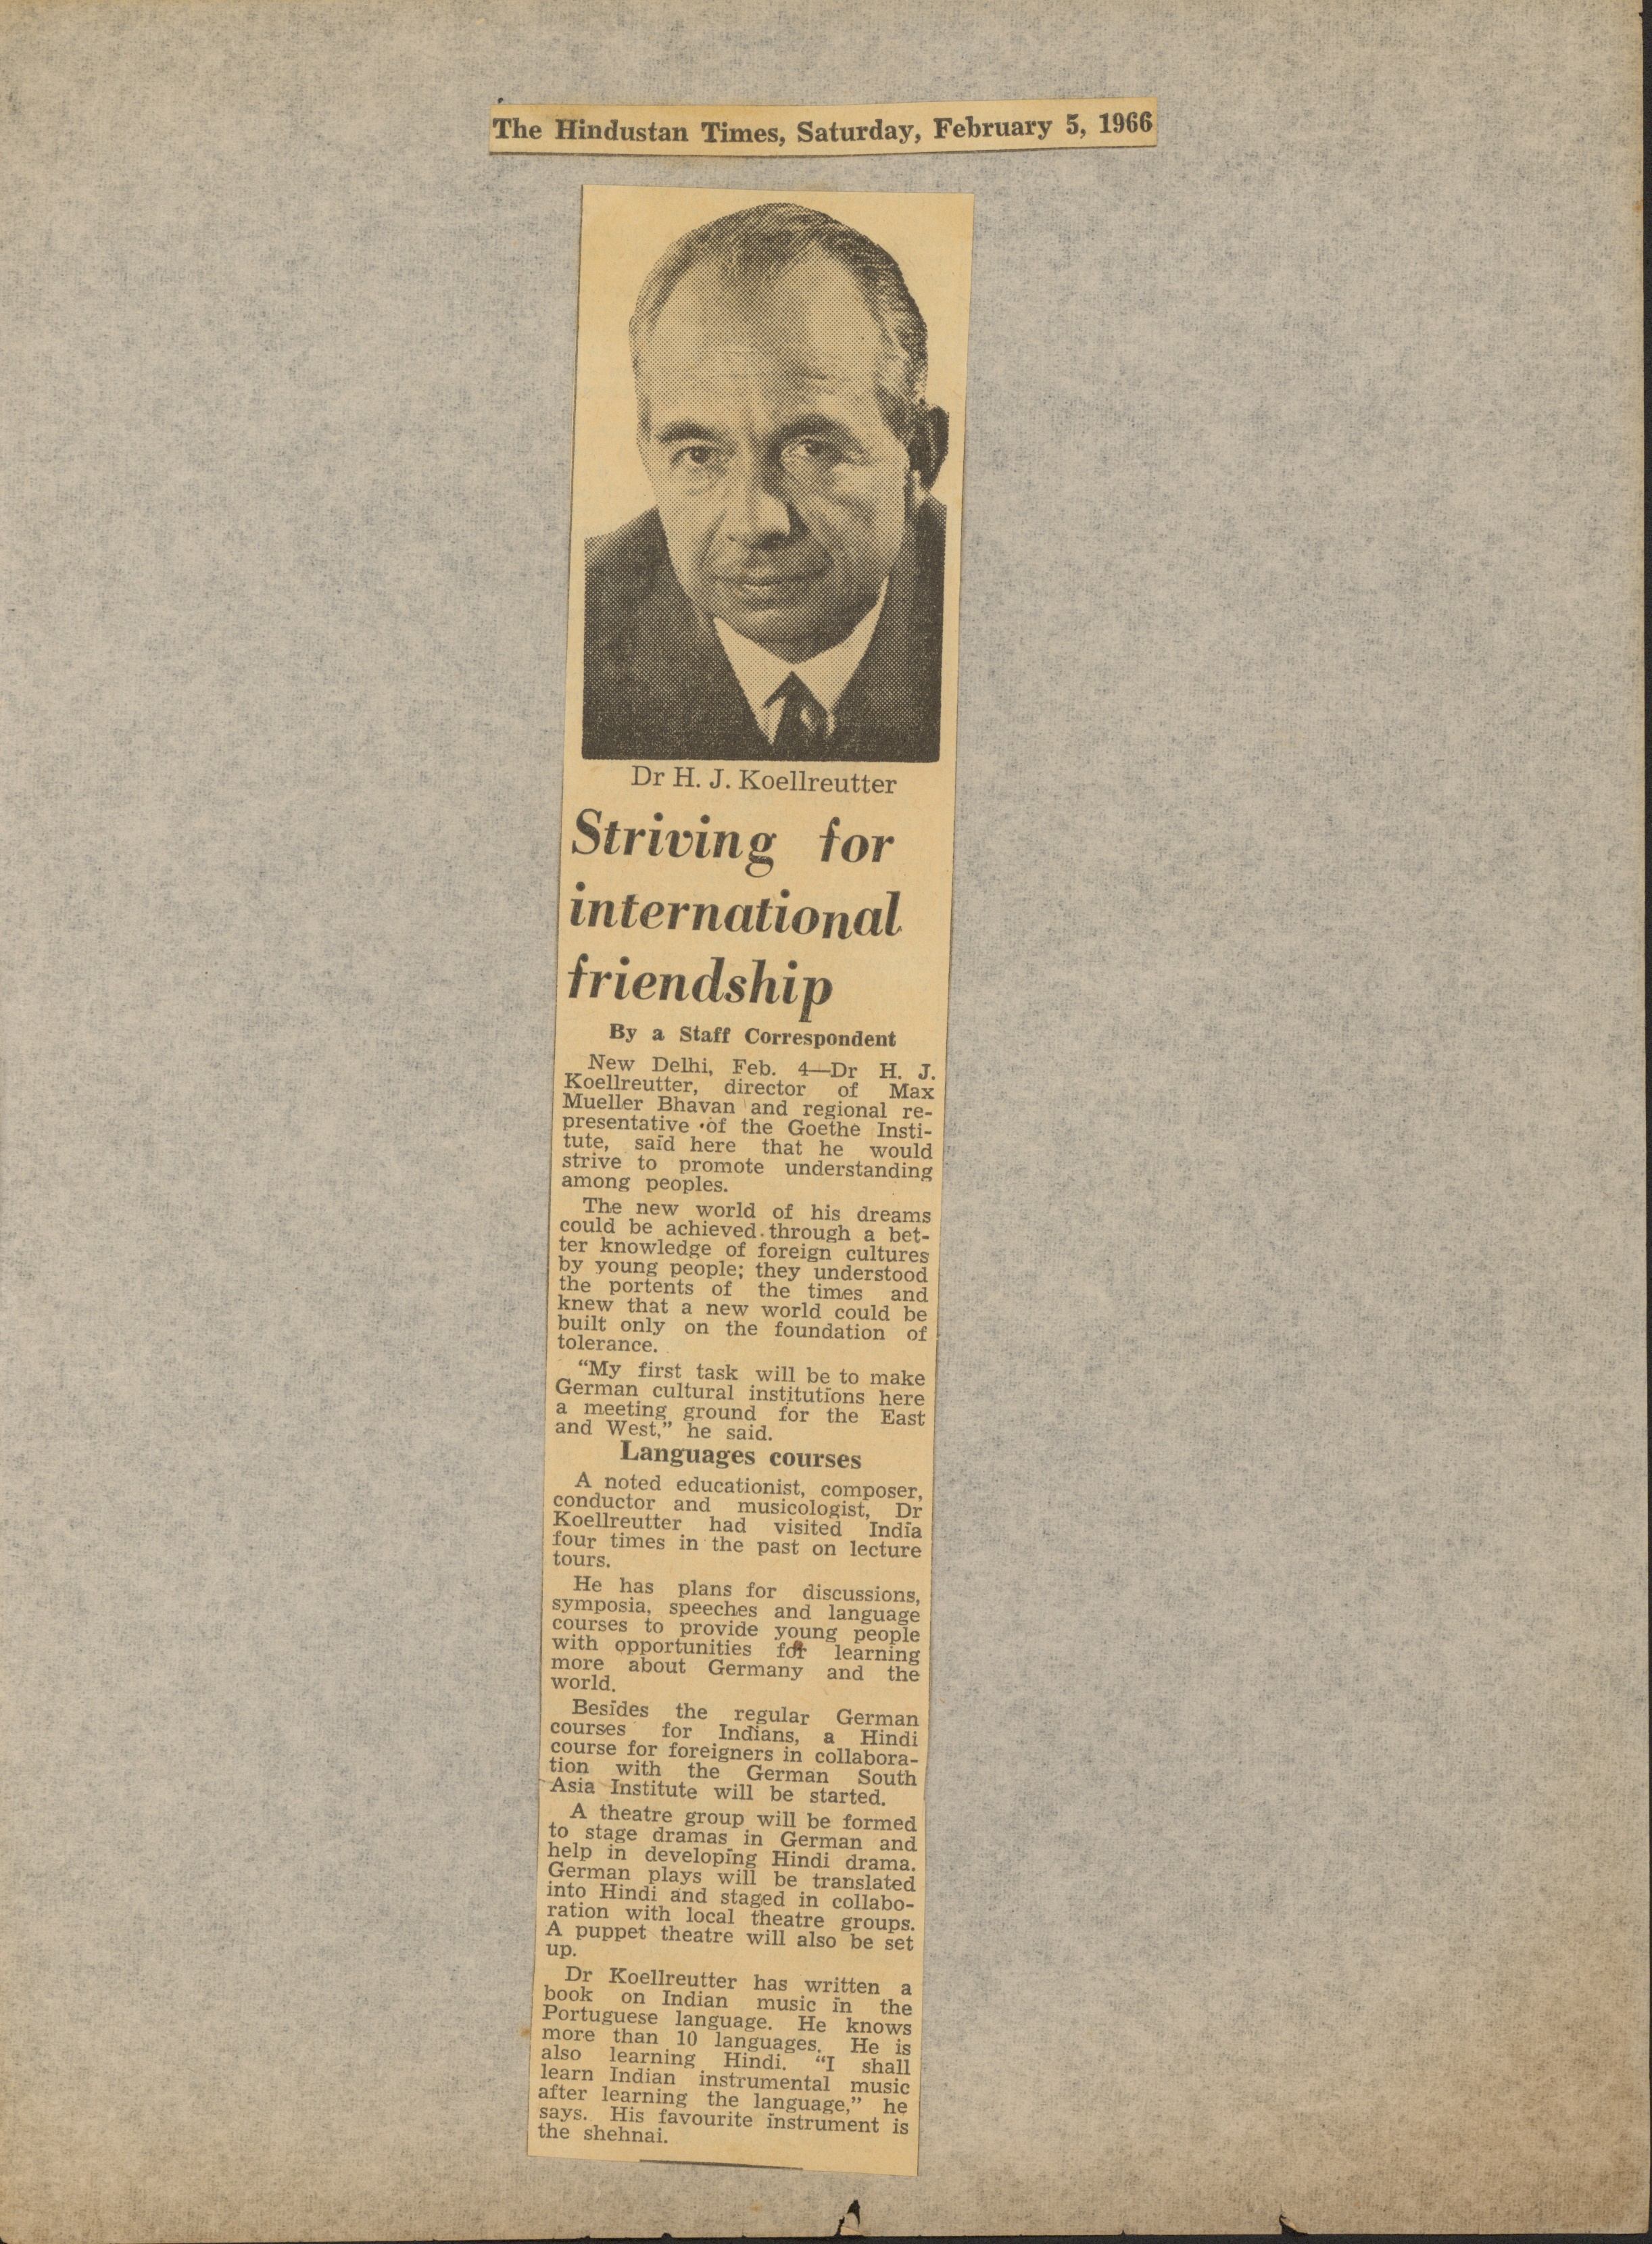 The Hindustan Times, Saturday, February 5, 1966
Dr H. J. Koellreutter
Striving for
international
friendship
By a Staff Correspondent
New Delhi, Feb. 4—Dr H. J.
Koellreutter, director of Max
Mueller Bhavan and regional re-
presentative of the Goethe Insti-
tute, said here that he would
strive to promote understanding
among peoples.
The new world of his dreams
could be achieved through a bet-
ter knowledge of foreign cultures
by young people; they understood
the portents of the times and
knew that a new world could be
built only on the foundation of
tolerance.
“My first task will be to make
German cultural institutions here
a meeting ground for the East
and West,” he said.
Languages courses
A noted educationist, composer,
conductor and musicologist, Dr
Koellreutter had visited India
four times in the past on lecture
tours.
He has plans for discussions,
symposia, speeches and language
courses to provide young people
with opportunities for learning
more about Germany and the
world.
Besides the regular German
courses for Indians, a Hindi
course for foreigners in collabora-
tion with the German South
Asia Institute will be started.
A theatre group will be formed
to stage dramas in German and
help in developing Hindi drama.
German plays will be translated
into Hindi and staged in collabo-
ration with local theatre groups.
A puppet theatre will also be set
up.
Dr Koellreutter has written a
book on Indian music in the
Portuguese language. He knows
more than 10 languages. He is
also learning Hindi. “I shall
learn Indian instrumental music
after learning the language,” he
says. His favourite instrument is
the shehnai.